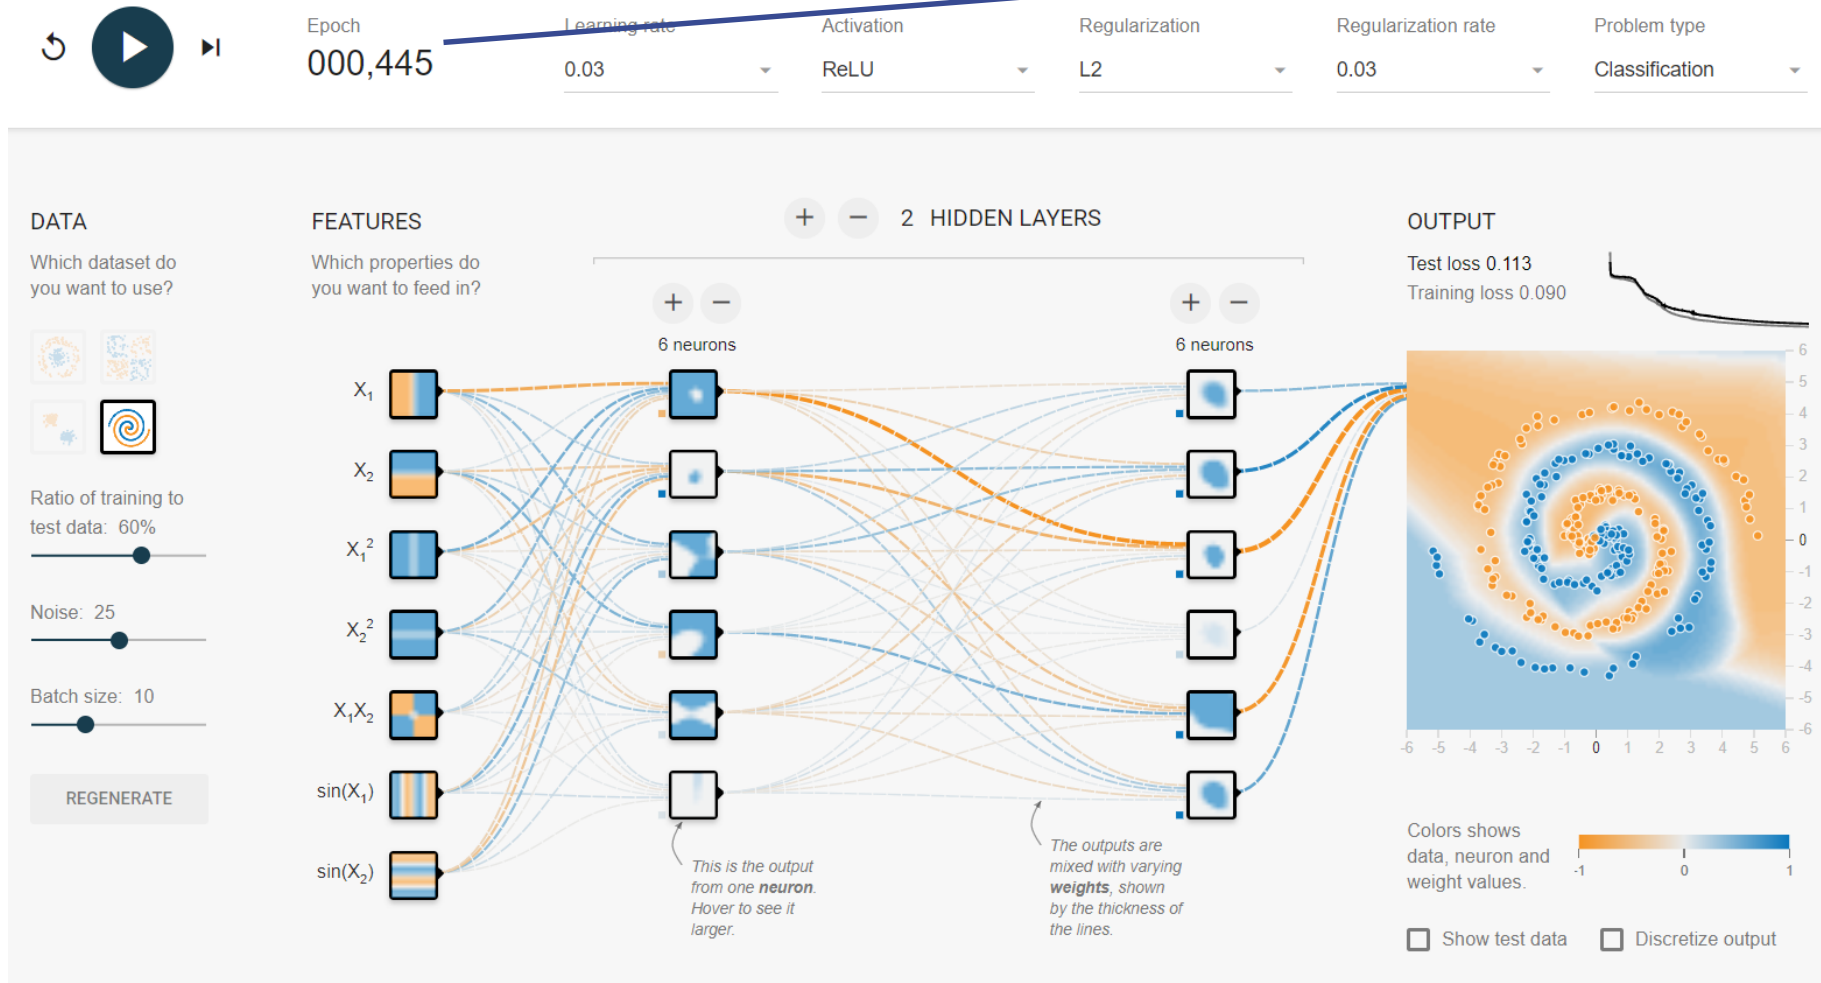 Epoch
000,445
Learning rate
0.03
Activation
ReLU
Regularization
L2
Regularization rate
0.03
Problem type
Classification
DATA
Which dataset do
you want to use?
Ratio of training to
test data: 60%
Noise: 25
Batch size: 10
REGENERATE
FEATURES
Which properties do
you want to feed in?
X₁
X₂
X₁²
X₂²
X₁X₂
sin(X₁)
sin(X₂)
+ − 2 HIDDEN LAYERS
+ −
6 neurons
This is the output
from one neuron.
Hover to see it
larger.
+ −
6 neurons
The outputs are
mixed with varying
weights, shown
by the thickness of
the lines.
OUTPUT
Test loss 0.113
Training loss 0.090
6
5
4
3
2
1
0
-1
-2
-3
-4
-5
-6
-6 -5 -4 -3 -2 -1 0 1 2 3 4 5 6
Colors shows
data, neuron and
weight values.
-1 0 1
Show test data
Discretize output